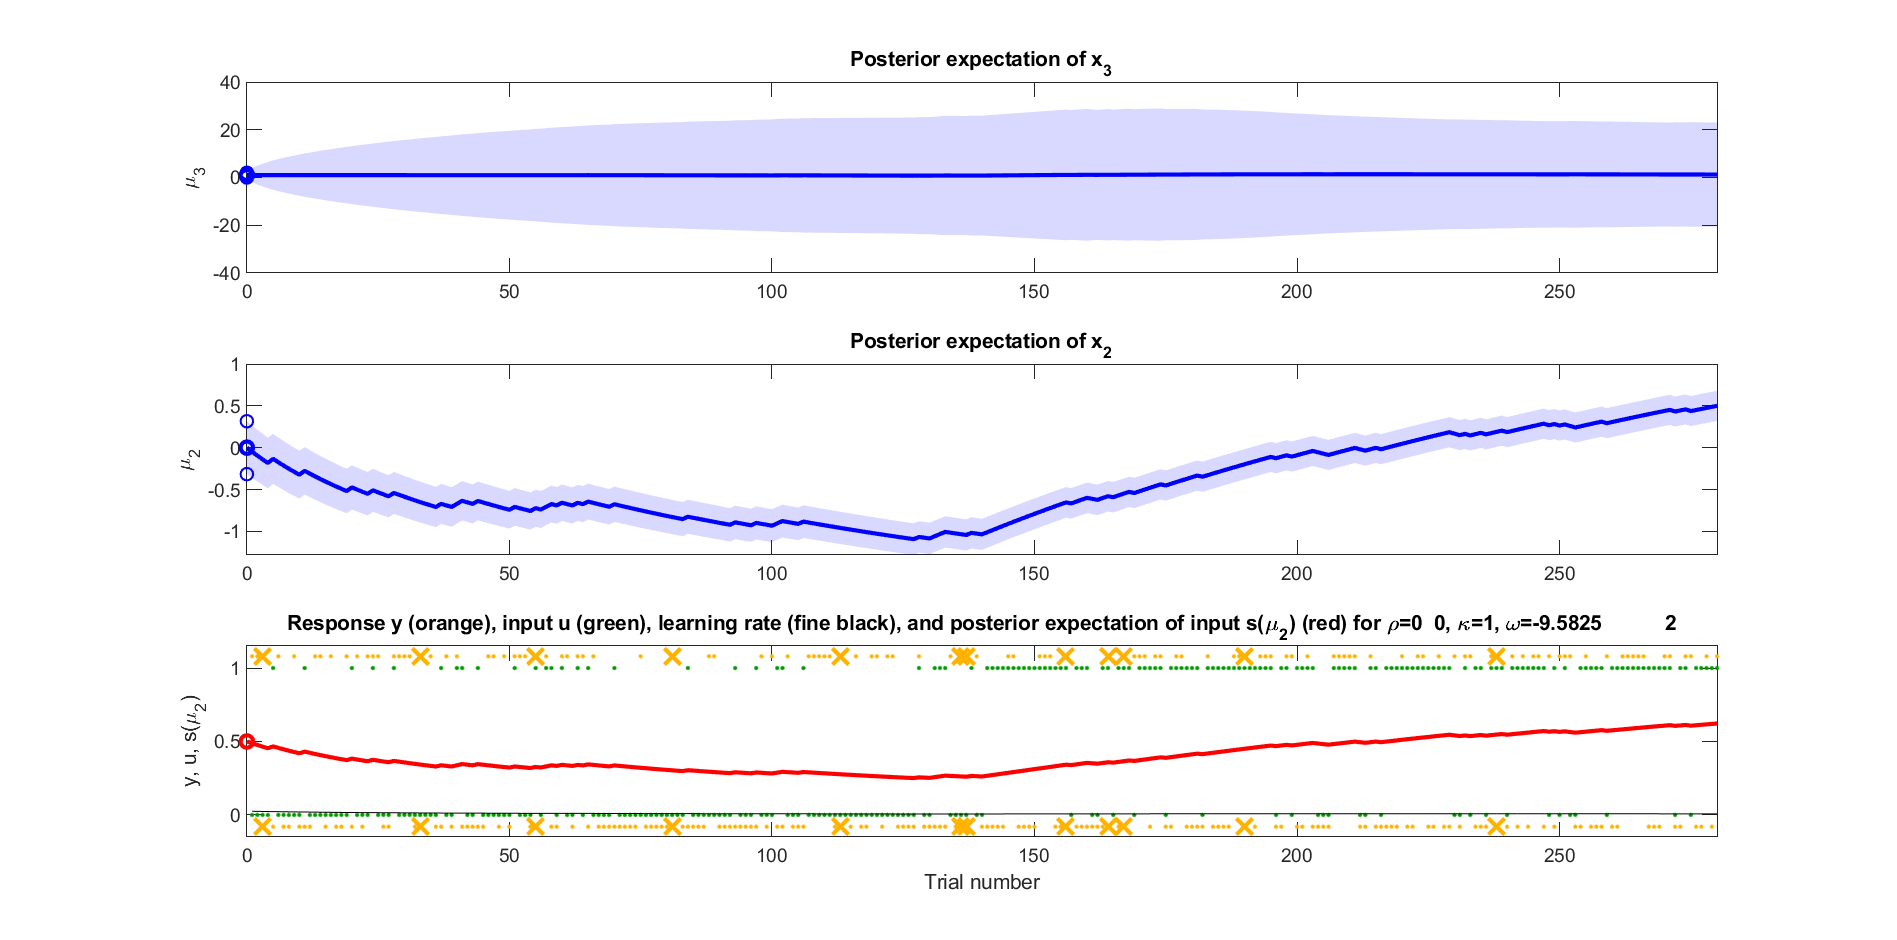 Posterior expectation of x3
40
20
0
-20
-40
μ3
0 50 100 150 200 250
Posterior expectation of x2
1
0.5
0
-0.5
-1
μ2
0 50 100 150 200 250
Response y (orange), input u (green), learning rate (fine black), and posterior expectation of input s(μ2) (red) for ρ=0 0, κ=1, ω=-9.5825 2
1
0.5
0
y, u, s(μ2)
0 50 100 150 200 250
Trial number